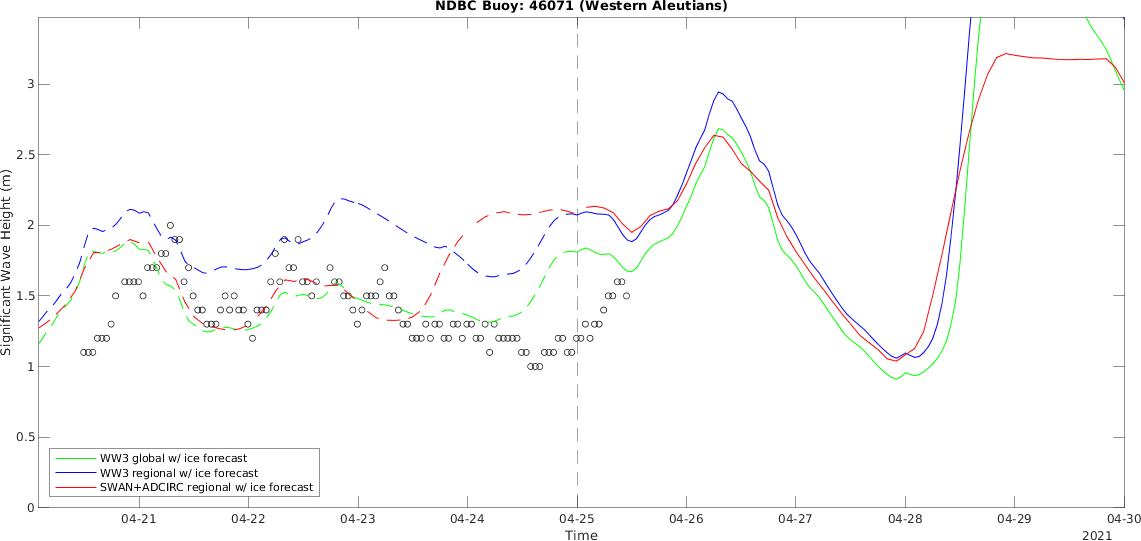 NDBC Buoy: 46071 (Western Aleutians)
Significant Wave Height (m)
3
2.5
2
1.5
1
0.5
0
WW3 global w/ ice forecast
WW3 regional w/ ice forecast
SWAN+ADCIRC regional w/ ice forecast
04-21 04-22 04-23 04-24 04-25 04-26 04-27 04-28 04-29 04-30
Time
2021